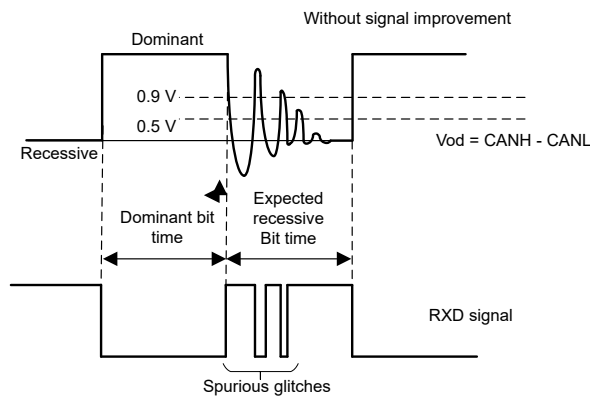 Without signal improvement
Dominant
0.9 V
0.5 V
Recessive
Vod = CANH - CANL
Dominant bit
time
Expected
recessive
Bit time
RXD signal
Spurious glitches